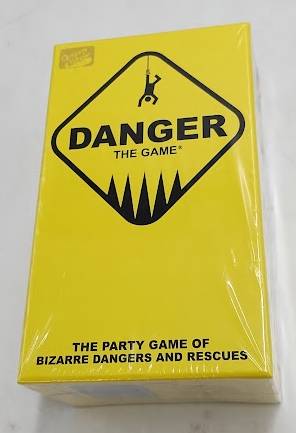 DANGER
THE GAME®
THE PARTY GAME OF
BIZARRE DANGERS AND RESCUES